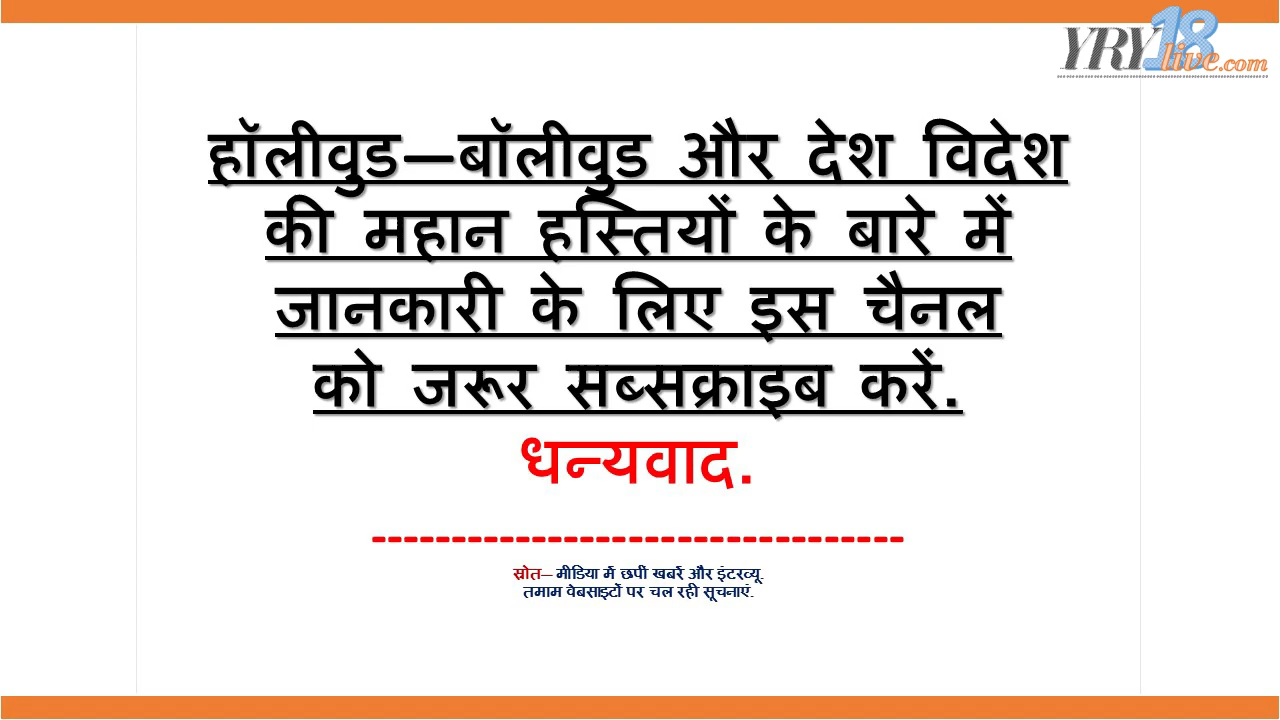 YRY18live.com
हॉलीवुड–बॉलीवुड और देश विदेश
की महान हस्तियों के बारे में
जानकारी के लिए इस चैनल
को जरूर सब्सक्राइब करें.
धन्यवाद.
---------------------------------
स्रोत– मीडिया में छपी खबरें और इंटरव्यू.
तमाम वेबसाइटों पर चल रही सूचनाएं.